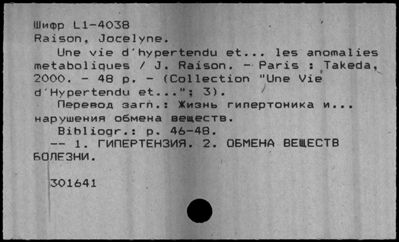 Шифр L1-4038
Raison, Jocelyne.
Une vie d'hypertendu et... les anomalies
metaboliques / J. Raison. - Paris : Takeda,
2000. - 48 p. - (Collection "Une Vie
d'Hypertendu et..."; 3).
Перевод загл.: Жизнь гипертоника и...
нарушения обмена веществ.
Bibliogr.: p. 46-48.
-- 1. ГИПЕРТЕНЗИЯ. 2. ОБМЕНА ВЕЩЕСТВ
БОЛЕЗНИ.
301641